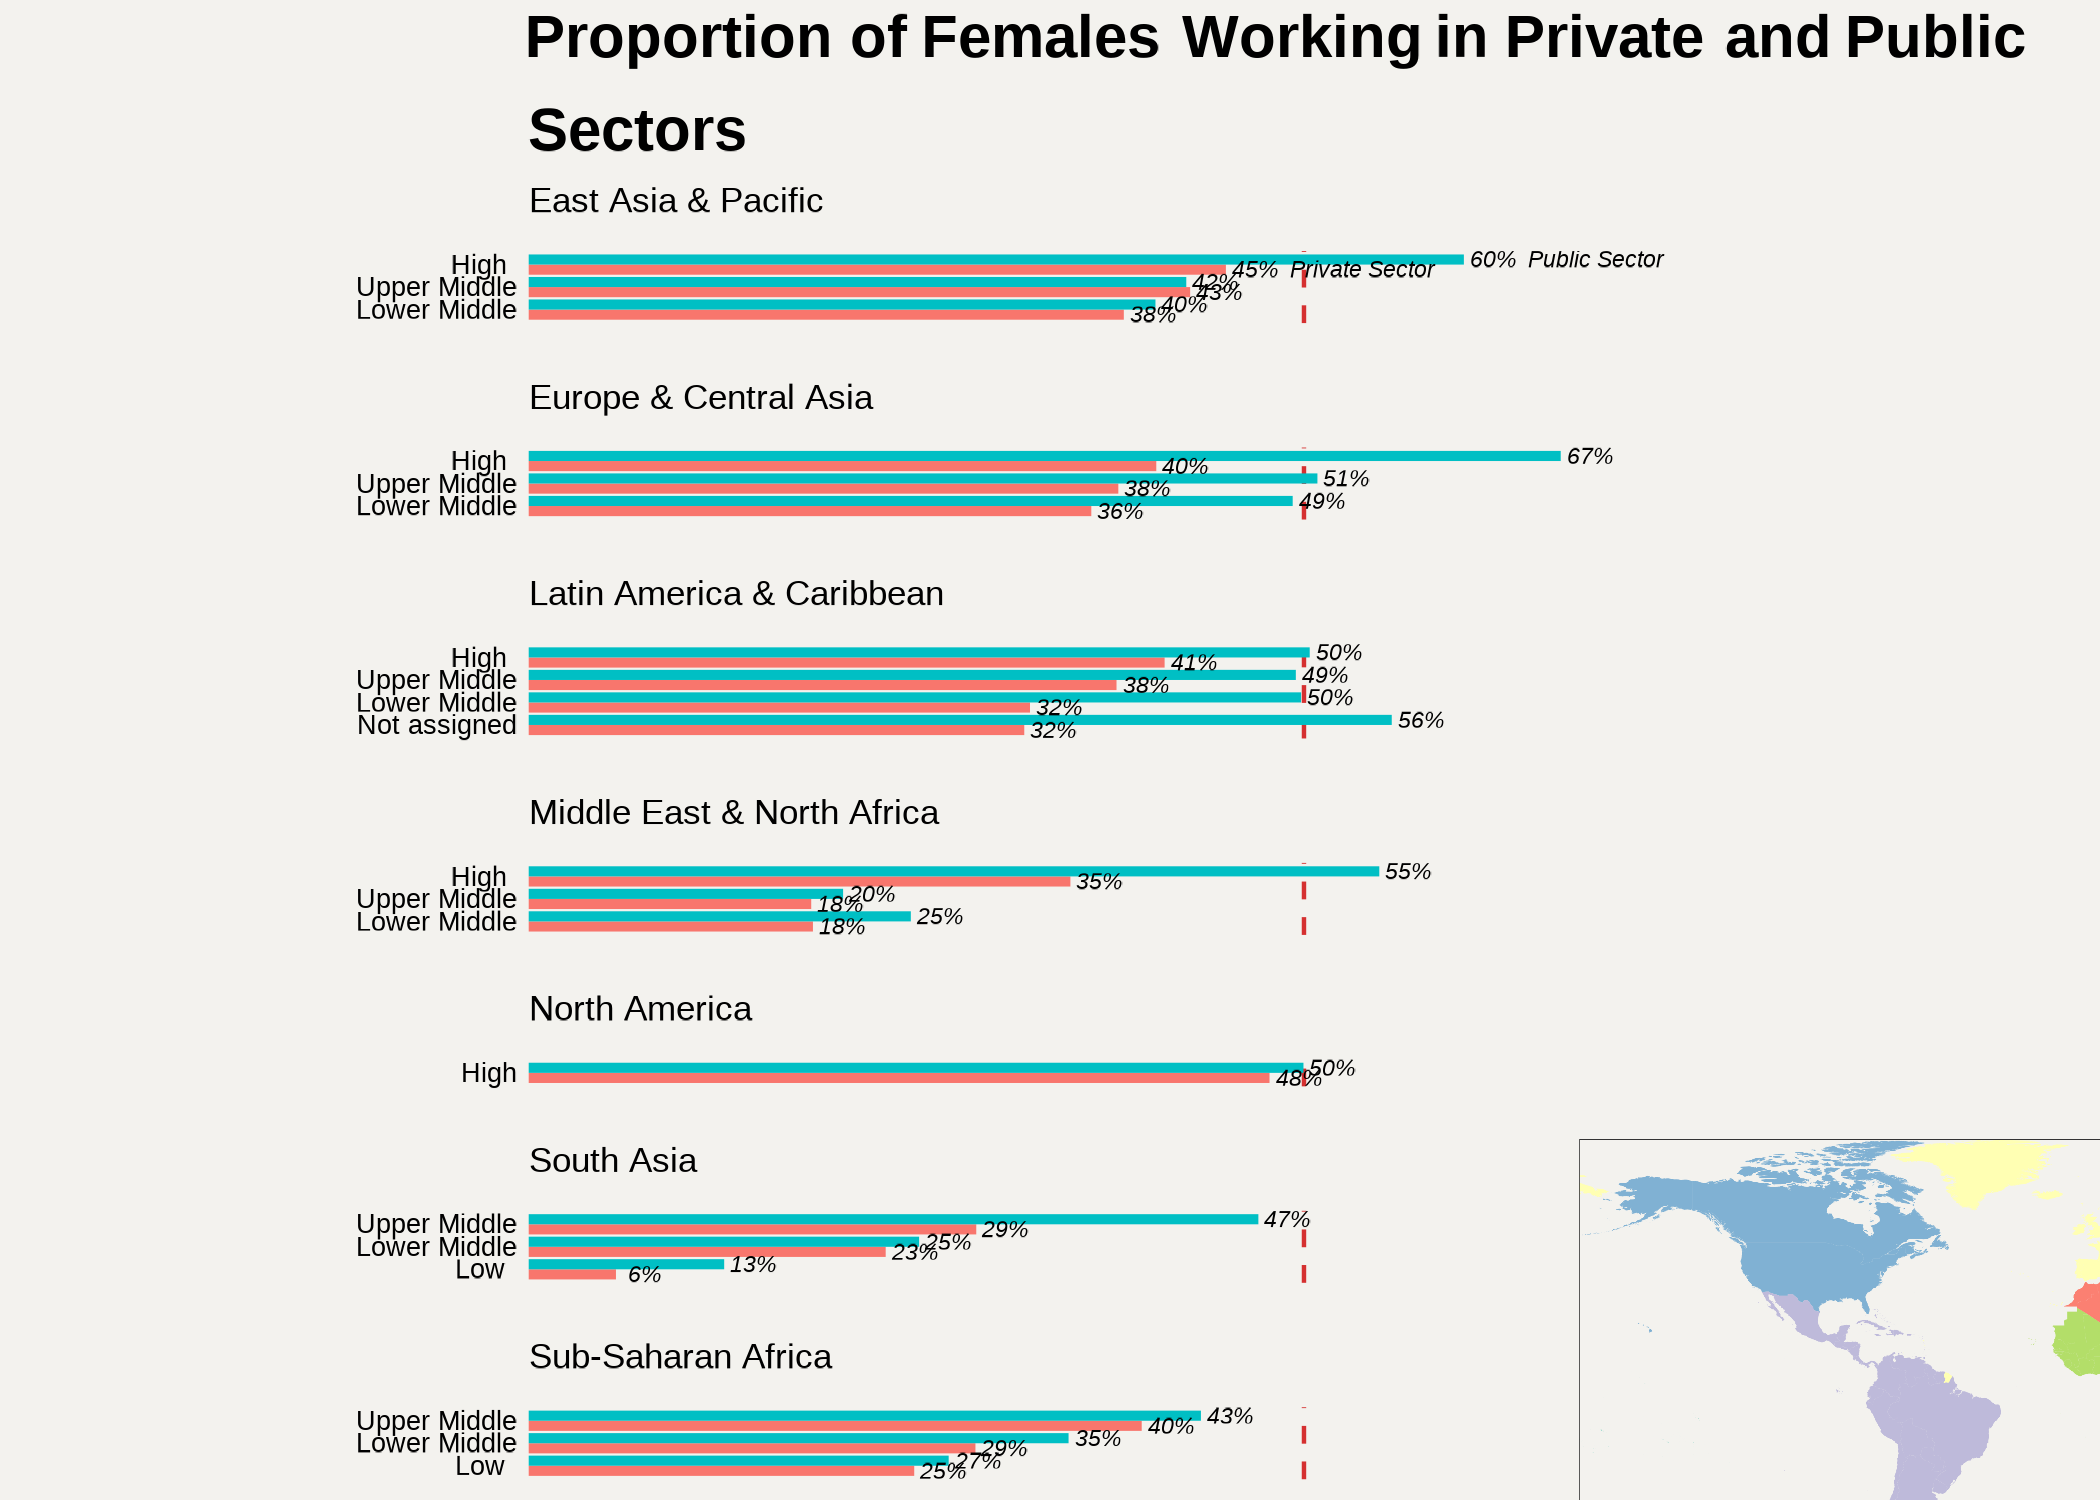 Proportion of Females Working in Private and Public
Sectors
East Asia & Pacific
High 60% Public Sector
45% Private Sector
Upper Middle 42%
43%
Lower Middle 40%
38%
Europe & Central Asia
High 67%
40%
Upper Middle 51%
38%
Lower Middle 49%
36%
Latin America & Caribbean
High 50%
41%
Upper Middle 49%
38%
Lower Middle 50%
32%
Not assigned 56%
32%
Middle East & North Africa
High 55%
35%
Upper Middle 20%
18%
Lower Middle 25%
18%
North America
High 50%
48%
South Asia
Upper Middle 47%
29%
Lower Middle 25%
23%
Low 13%
6%
Sub-Saharan Africa
Upper Middle 43%
40%
Lower Middle 35%
29%
Low 27%
25%